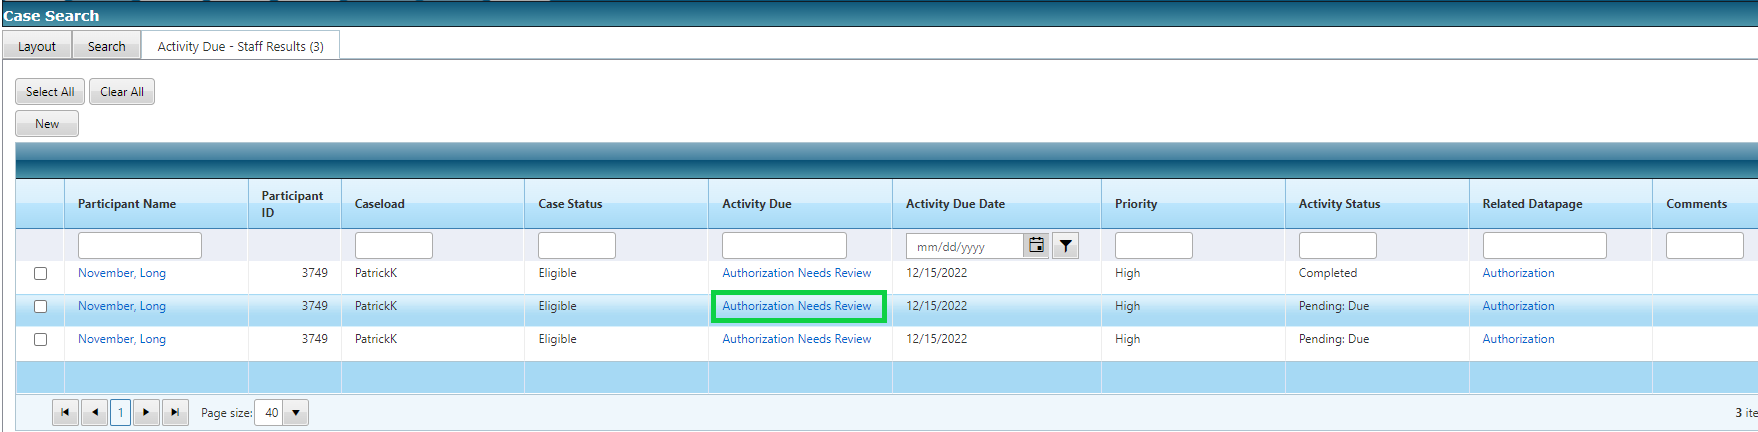 Case Search
Layout Search Activity Due - Staff Results (3)
Select All Clear All
New
Participant Name Participant ID Caseload Case Status Activity Due Activity Due Date Priority Activity Status Related Datapage Comments
mm/dd/yyyy
November, Long 3749 PatrickK Eligible Authorization Needs Review 12/15/2022 High Completed Authorization
November, Long 3749 PatrickK Eligible Authorization Needs Review 12/15/2022 High Pending: Due Authorization
November, Long 3749 PatrickK Eligible Authorization Needs Review 12/15/2022 High Pending: Due Authorization
1 Page size: 40 3 ite